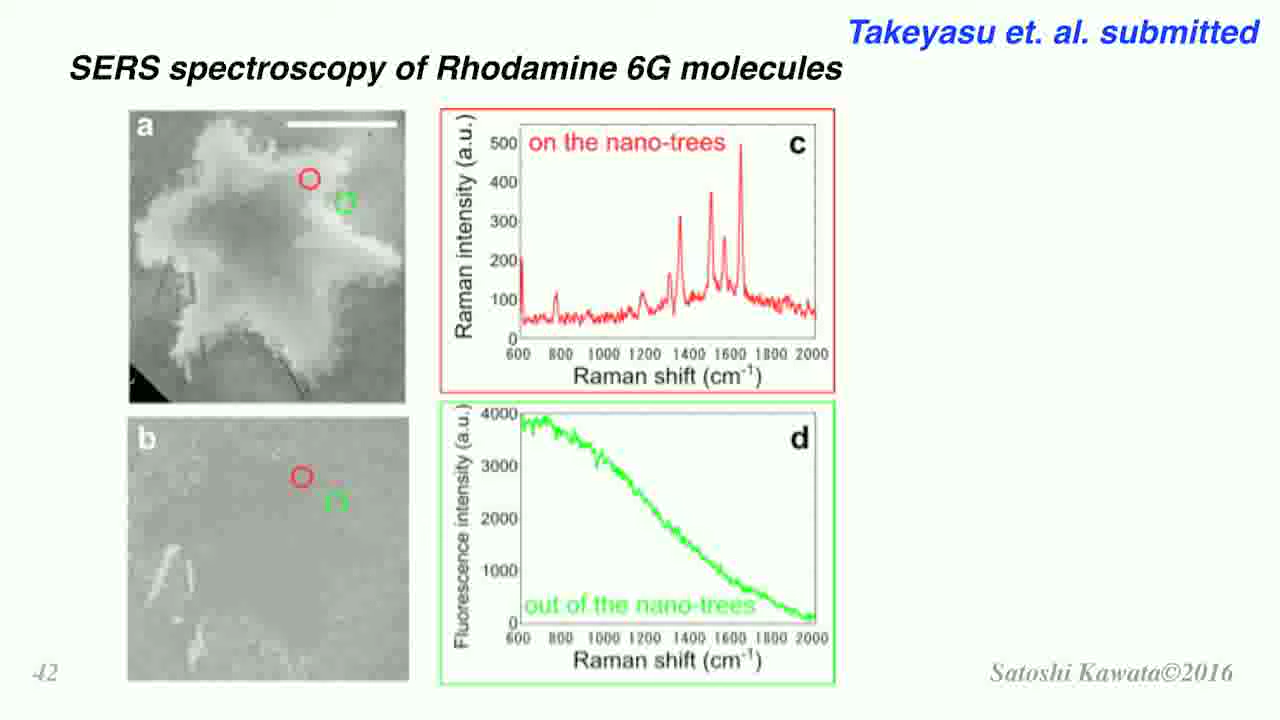 Takeyasu et. al. submitted
SERS spectroscopy of Rhodamine 6G molecules
a
b
on the nano-trees
c
Raman intensity (a.u.)
500
400
300
200
100
0
600 800 1000 1200 1400 1600 1800 2000
Raman shift (cm-1)
d
Fluorescence intensity (a.u.)
4000
3000
2000
1000
0
out of the nano-trees
600 800 1000 1200 1400 1600 1800 2000
Raman shift (cm-1)
42
Satoshi Kawata©2016